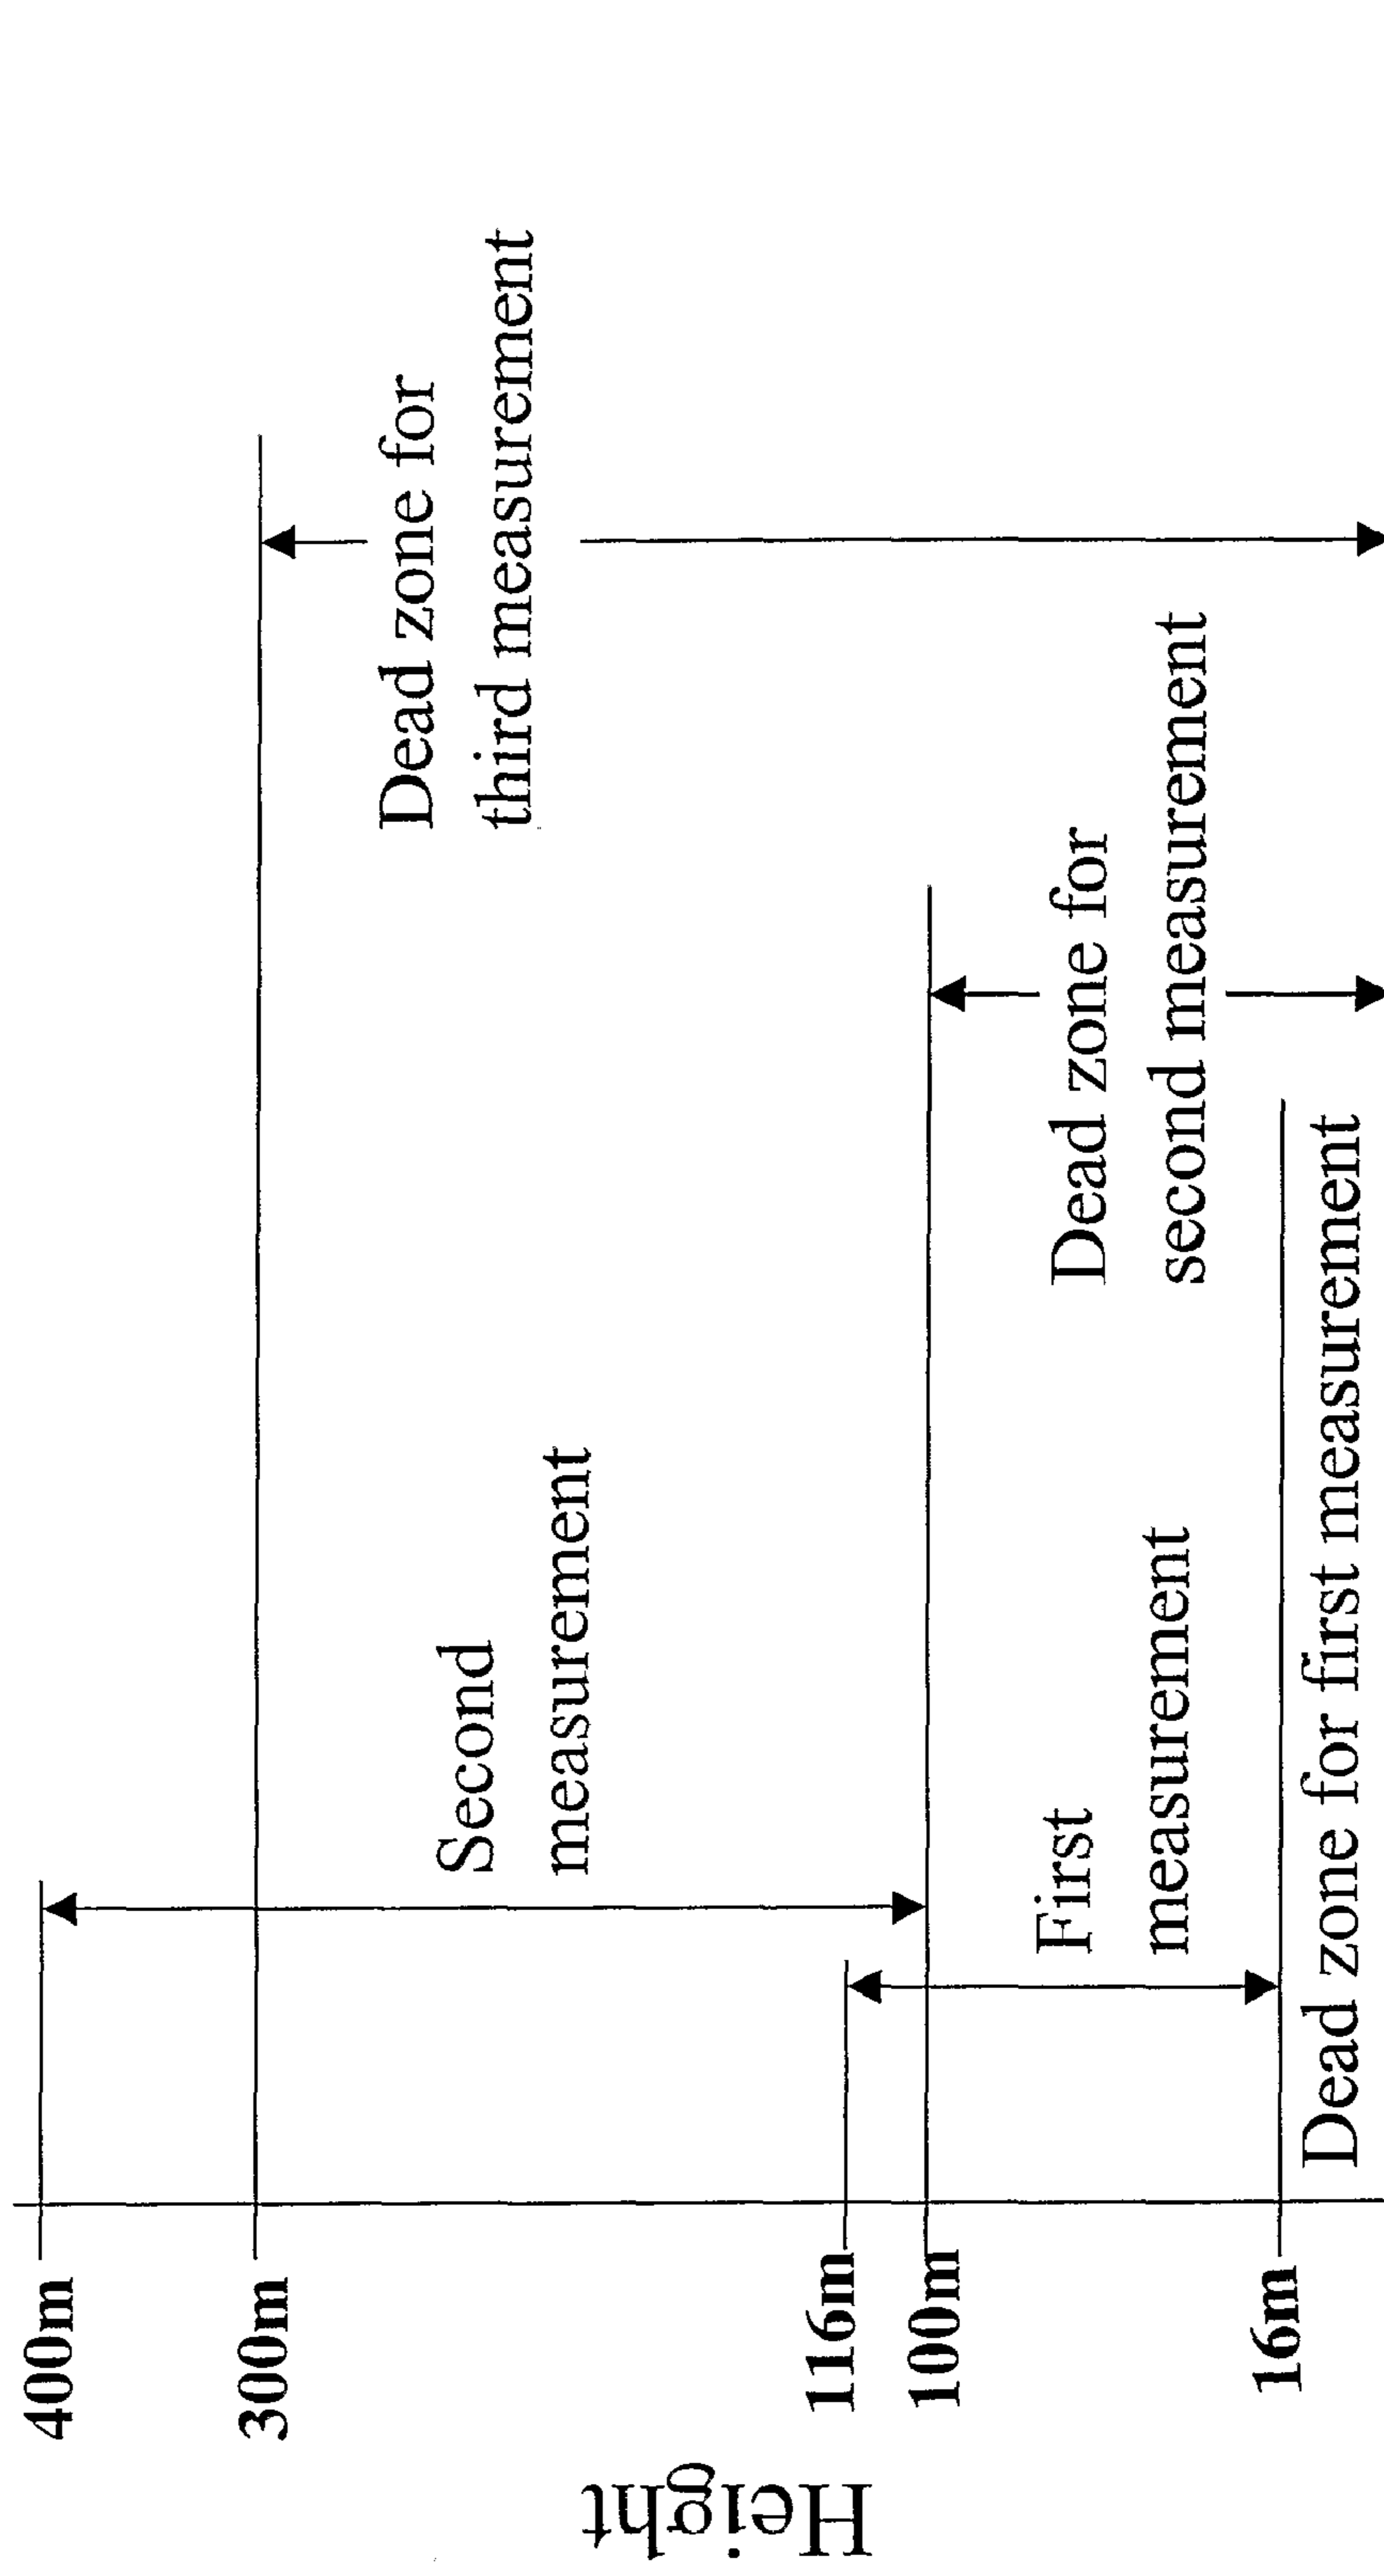 Height
400m
300m
116m
100m
16m
Second
measurement
First
measurement
Dead zone for
third measurement
Dead zone for
second measurement
Dead zone for first measurement